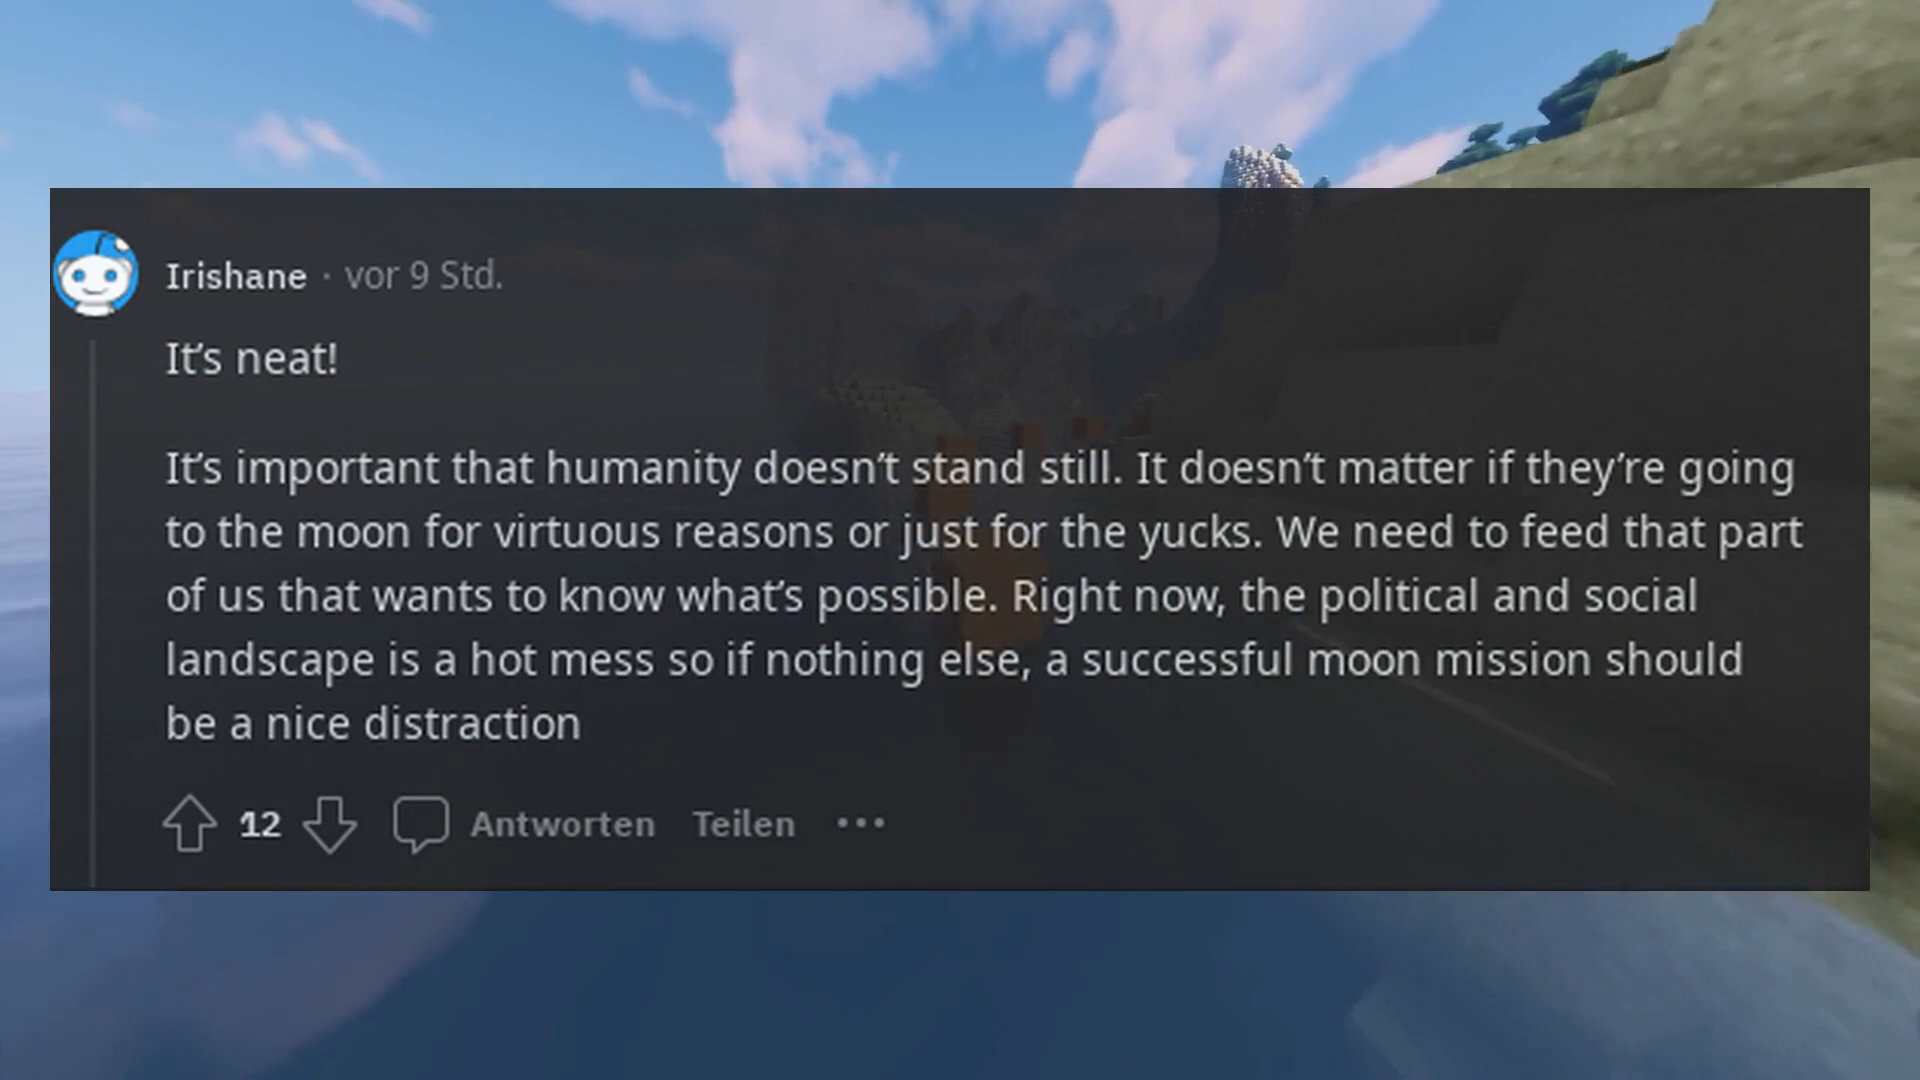 Irishane · vor 9 Std.
It’s neat!
It’s important that humanity doesn’t stand still. It doesn’t matter if they’re going
to the moon for virtuous reasons or just for the yucks. We need to feed that part
of us that wants to know what’s possible. Right now, the political and social
landscape is a hot mess so if nothing else, a successful moon mission should
be a nice distraction
12 Antworten Teilen ···